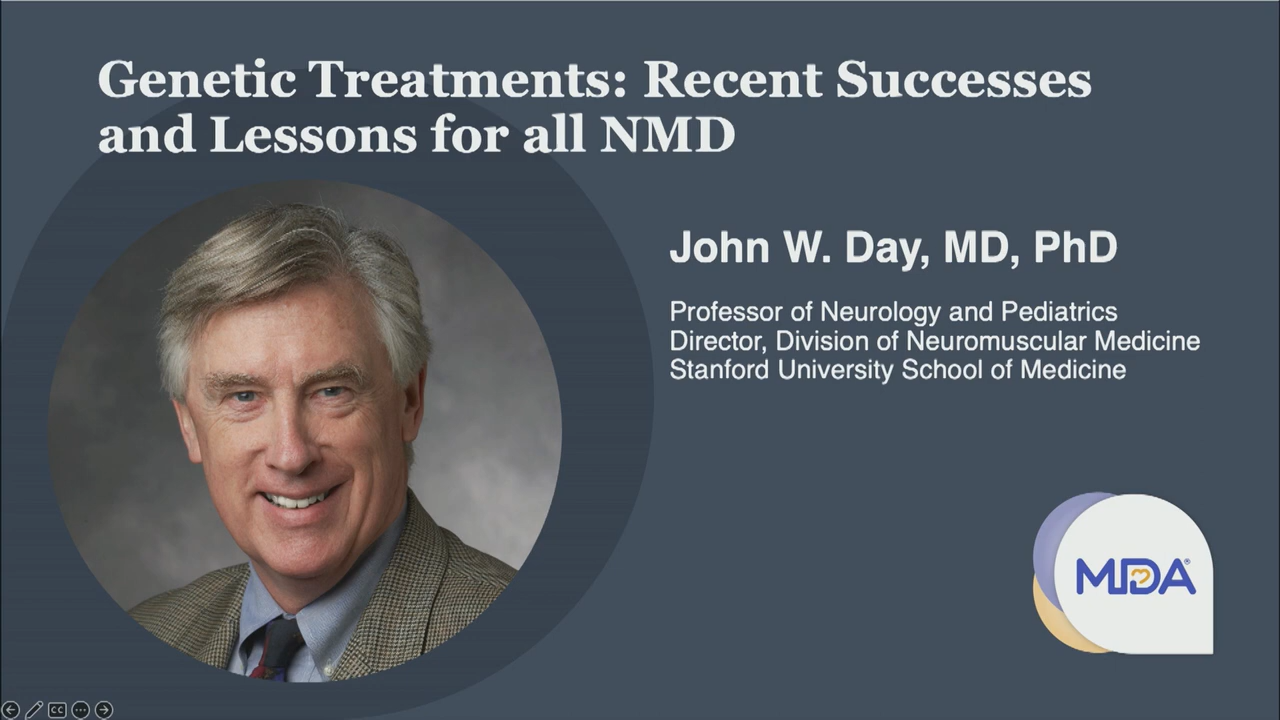 Genetic Treatments: Recent Successes
and Lessons for all NMD
John W. Day, MD, PhD
Professor of Neurology and Pediatrics
Director, Division of Neuromuscular Medicine
Stanford University School of Medicine
MDA®
CC